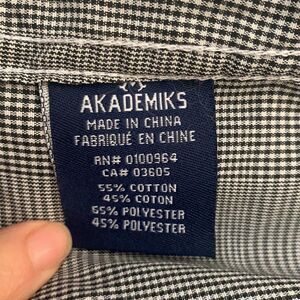 AKADEMIKS
MADE IN CHINA
FABRIQUÉ EN CHINE
RN# 0100964
CA# 03605
55% COTTON
45% COTON
55% POLYESTER
45% POLYESTER